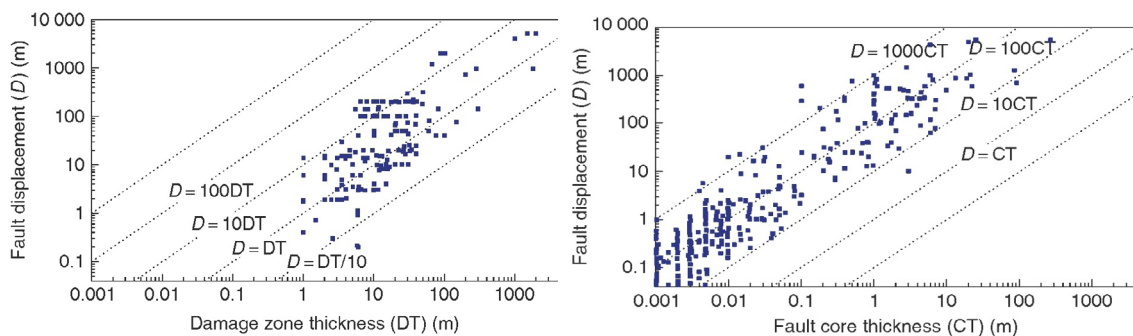 10 000
1000
100
10
1
0.1
Fault displacement (D) (m)
D = 100DT
D = 10DT
D = DT
D = DT/10
0.001 0.01 0.1 1 10 100 1000
Damage zone thickness (DT) (m)
10 000
1000
100
10
1
0.1
Fault displacement (D) (m)
D = 1000CT
D = 100CT
D = 10CT
D = CT
0.001 0.01 0.1 1 10 100 1000
Fault core thickness (CT) (m)